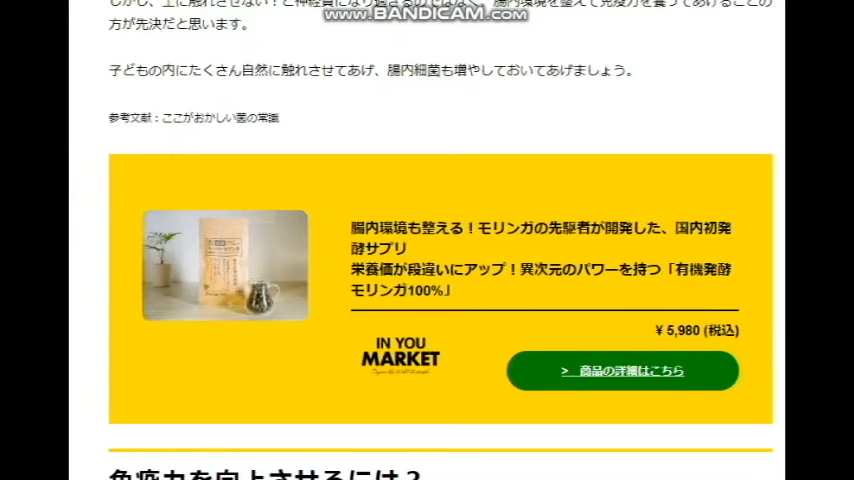 www.BANDICAM.com
しかし、土に触れさせない！と神経質になり過ぎるのではなく、腸内環境を整えて免疫力を養ってあげることの
方が先決だと思います。
子どもの内にたくさん自然に触れさせてあげ、腸内細菌も増やしておいてあげましょう。
参考文献：ここがおかしい菌の常識
腸内環境も整える！モリンガの先駆者が開発した、国内初発
酵サプリ
栄養価が段違いにアップ！異次元のパワーを持つ「有機発酵
モリンガ100%」
¥ 5,980 (税込)
IN YOU
MARKET
> 商品の詳細はこちら
免疫力を向上させるには？